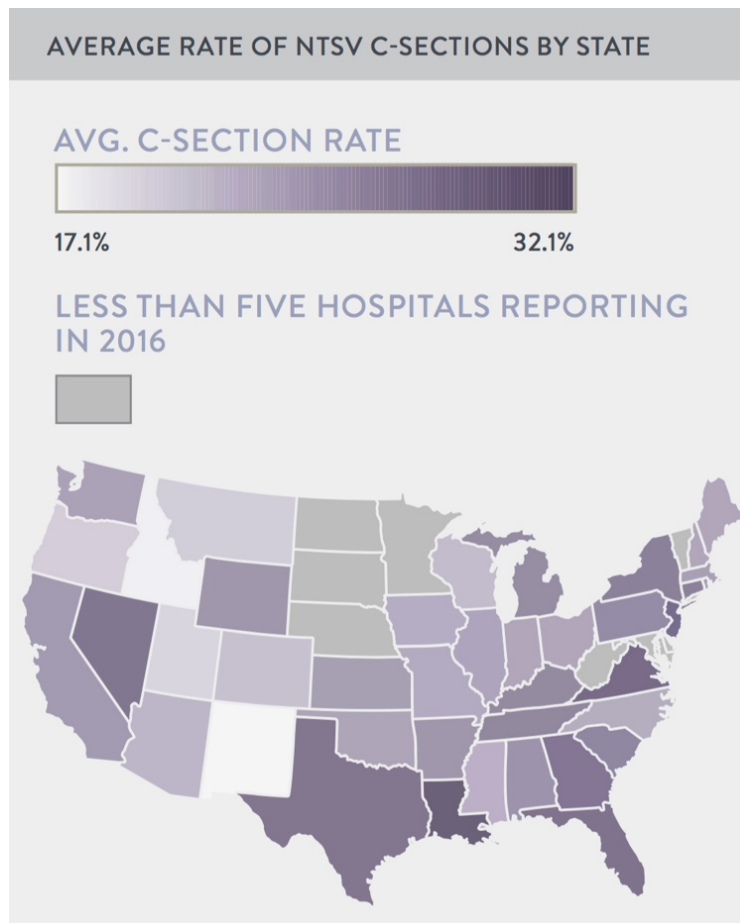 AVERAGE RATE OF NTSV C-SECTIONS BY STATE
AVG. C-SECTION RATE
17.1% 32.1%
LESS THAN FIVE HOSPITALS REPORTING
IN 2016